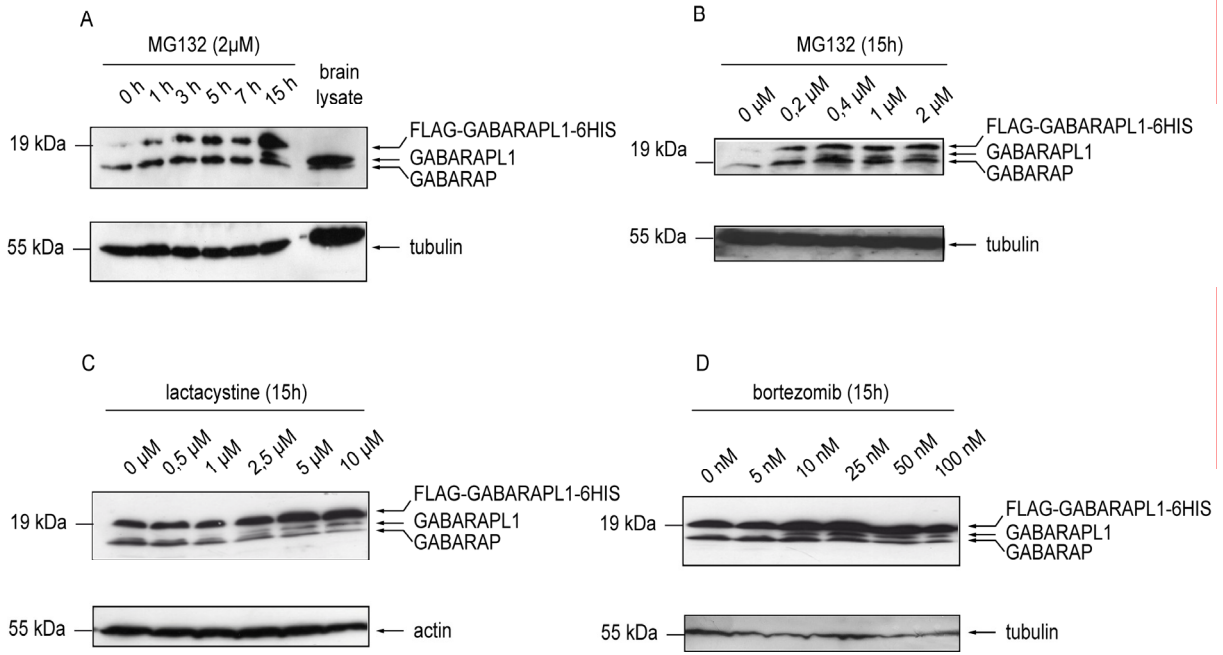 A
MG132 (2µM)
0 h
1 h
3 h
5 h
7 h
15 h
brain
lysate
19 kDa
FLAG-GABARAPL1-6HIS
GABARAPL1
GABARAP
55 kDa
tubulin
B
MG132 (15h)
0 µM
0,2 µM
0,4 µM
1 µM
2 µM
19 kDa
FLAG-GABARAPL1-6HIS
GABARAPL1
GABARAP
55 kDa
tubulin
C
lactacystine (15h)
0 µM
0,5 µM
1 µM
2,5 µM
5 µM
10 µM
19 kDa
FLAG-GABARAPL1-6HIS
GABARAPL1
GABARAP
55 kDa
actin
D
bortezomib (15h)
0 nM
5 nM
10 nM
25 nM
50 nM
100 nM
19 kDa
FLAG-GABARAPL1-6HIS
GABARAPL1
GABARAP
55 kDa
tubulin